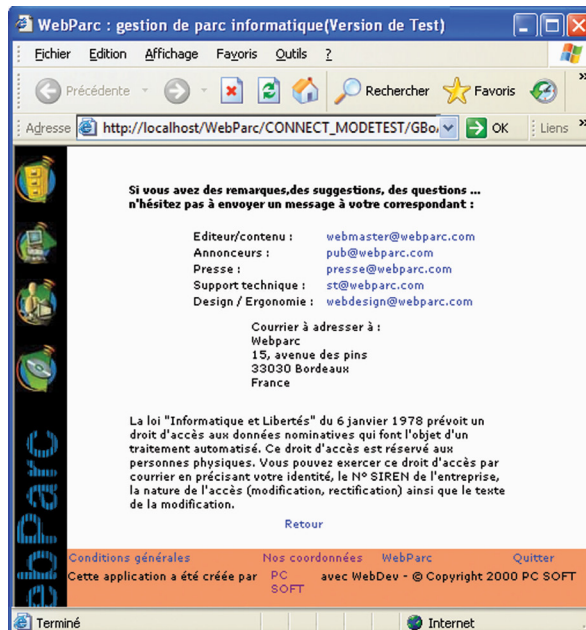 WebParc : gestion de parc informatique(Version de Test)
Fichier Edition Affichage Favoris Outils ?
Précédente Rechercher Favoris »
Adresse http://localhost/WebParc/CONNECT_MODETEST/GBo OK Liens »
Si vous avez des remarques,des suggestions, des questions ...
n'hésitez pas à envoyer un message à votre correspondant :
Editeur/contenu : webmaster@webparc.com
Annonceurs : pub@webparc.com
Presse : presse@webparc.com
Support technique : st@webparc.com
Design / Ergonomie : webdesign@webparc.com
Courrier à adresser à :
Webparc
15, avenue des pins
33030 Bordeaux
France
La loi "Informatique et Libertés" du 6 janvier 1978 prévoit un
droit d'accès aux données nominatives qui font l'objet d'un
traitement automatisé. Ce droit d'accès est réservé aux
personnes physiques. Vous pouvez exercer ce droit d'accès par
courrier en précisant votre identité, le N° SIREN de l'entreprise,
la nature de l'accès (modification, rectification) ainsi que le texte
de la modification.
Retour
ebParc
Conditions générales Nos coordonnées WebParc Quitter
Cette application a été créée par PC SOFT avec WebDev - © Copyright 2000 PC SOFT
Terminé Internet